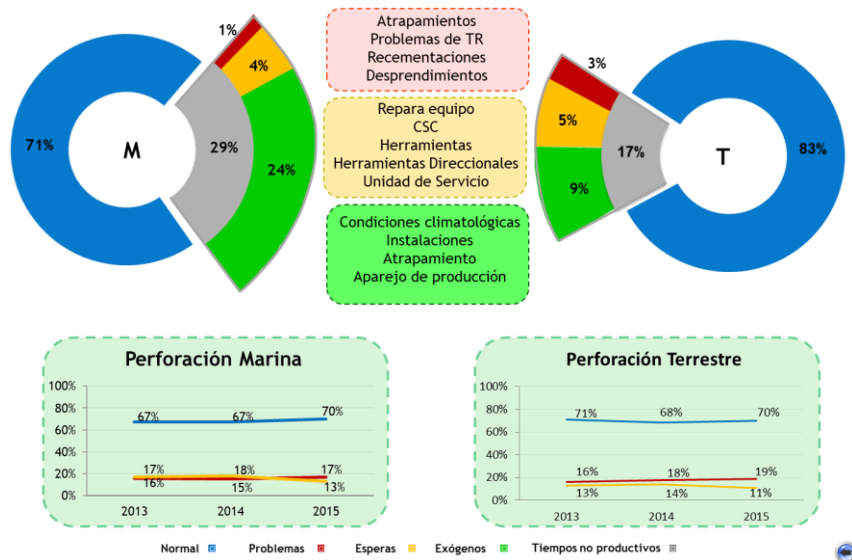 1%
4%
71%
M
29%
24%
Atrapamientos
Problemas de TR
Recementaciones
Desprendimientos
Repara equipo
CSC
Herramientas
Herramientas Direccionales
Unidad de Servicio
Condiciones climatológicas
Instalaciones
Atrapamiento
Aparejo de producción
3%
5%
17%
9%
T
83%
Perforación Marina
100%
80%
60%
40%
20%
0%
67%
67%
70%
17%
18%
17%
16%
15%
13%
2013
2014
2015
Perforación Terrestre
100%
80%
60%
40%
20%
0%
71%
68%
70%
16%
18%
19%
13%
14%
11%
2013
2014
2015
Normal
Problemas
Esperas
Exógenos
Tiempos no productivos